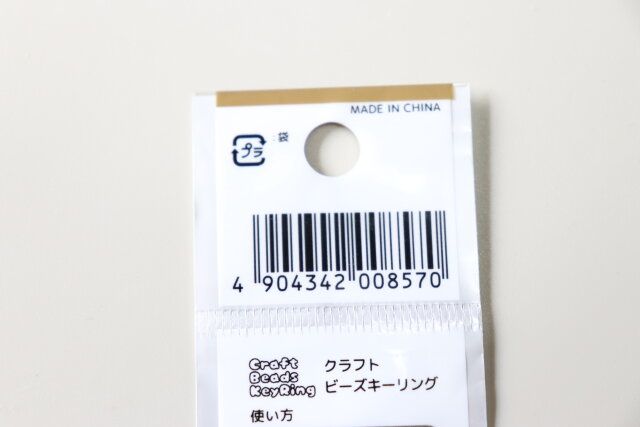 MADE IN CHINA
プラ
:袋
4 904342 008570
Craft
Beads
KeyRing
クラフト
ビーズキーリング
使い方